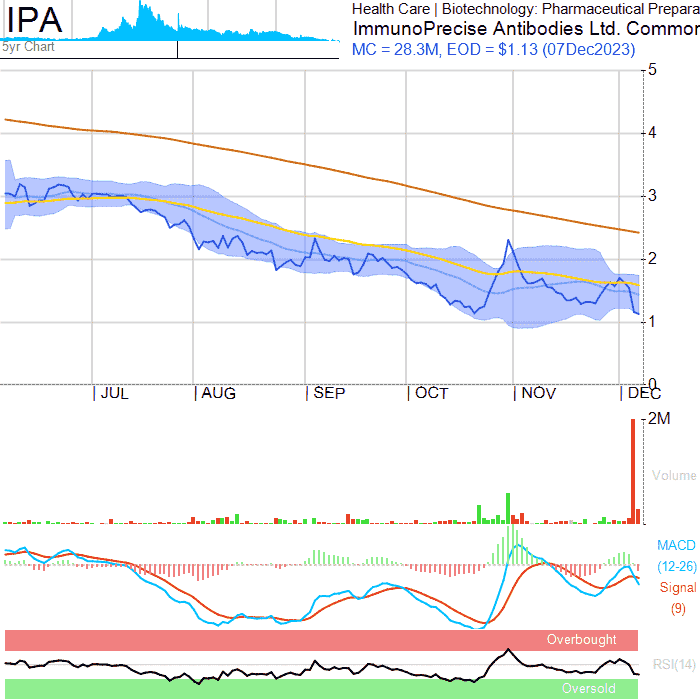 IPA
5yr Chart
Health Care | Biotechnology: Pharmaceutical Prepara
ImmunoPrecise Antibodies Ltd. Common
MC = 28.3M, EOD = $1.13 (07Dec2023)
5
4
3
2
1
0
JUL AUG SEP OCT NOV DEC
2M
Volume
MACD
(12-26)
Signal
(9)
Overbought
RSI(14)
Oversold